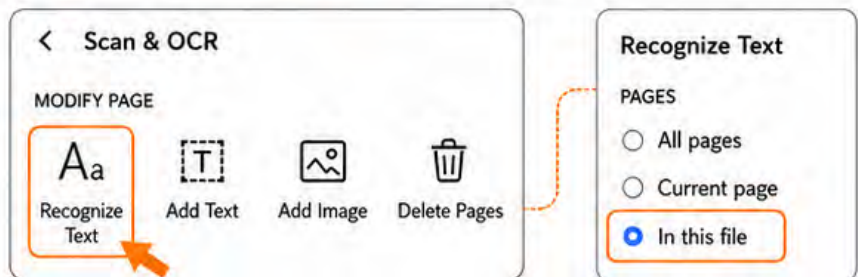 Scan & OCR
MODIFY PAGE
Aa
Recognize
Text
T
Add Text
Add Image
Delete Pages
Recognize Text
PAGES
All pages
Current page
In this file